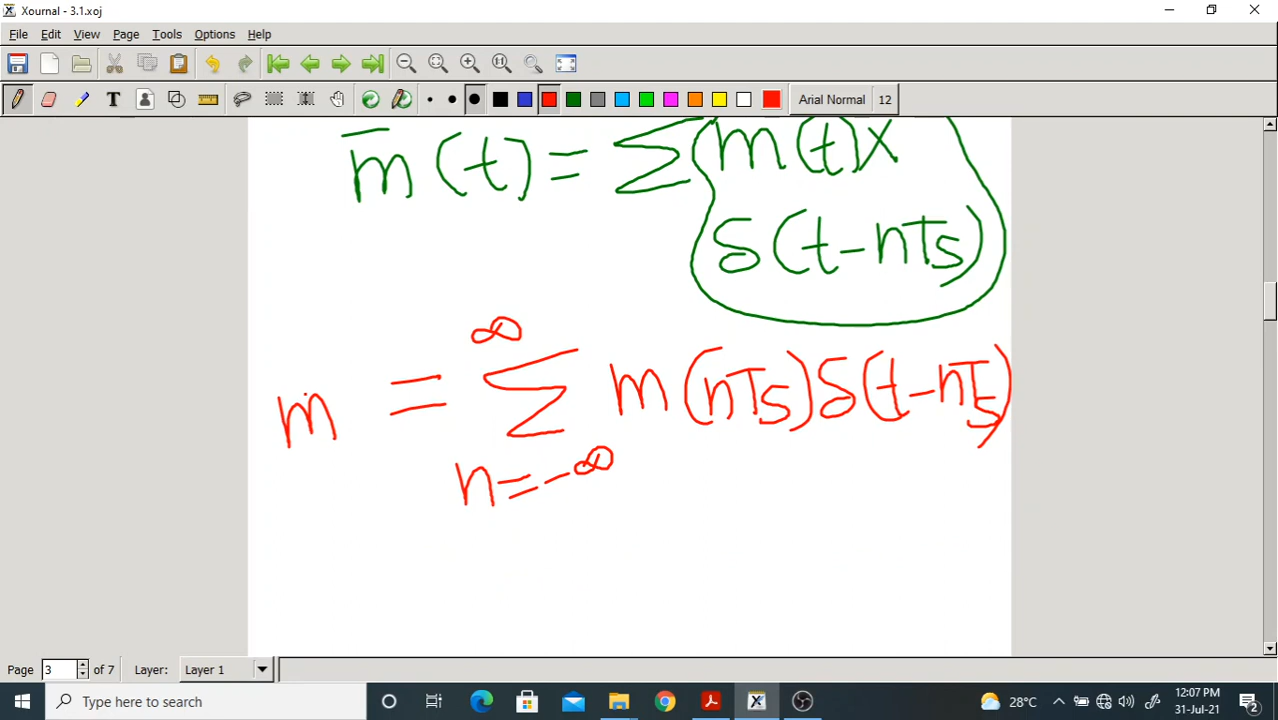 Xournal - 3.1.xoj
File Edit View Page Tools Options Help
T Arial Normal 12
m̅ (t) = Σ m(t) x
δ(t-nTs)
∞
m = Σ m(nTs) δ(t-nTs)
n=-∞
Page 3 of 7 Layer: Layer 1
Type here to search
28°C
12:07 PM
31-Jul-21
2